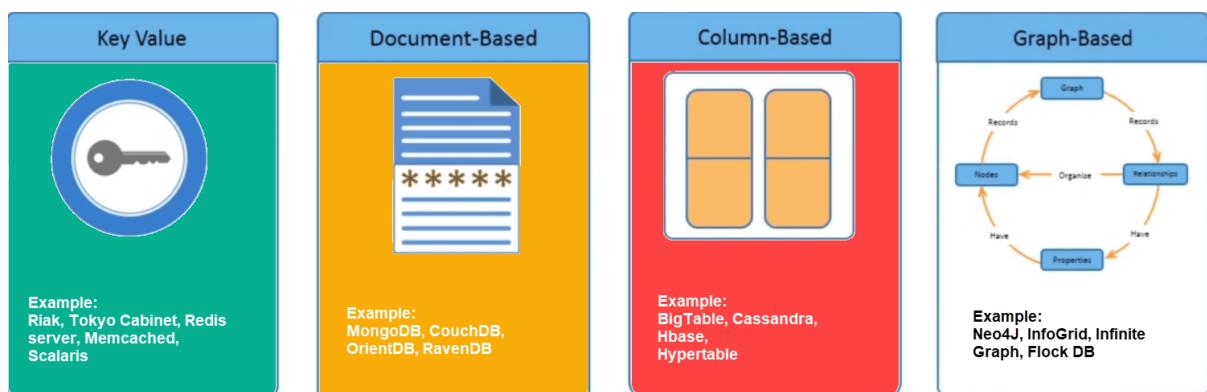 Key Value
Example:
Riak, Tokyo Cabinet, Redis
server, Memcached,
Scalaris
Document-Based
*****
Example:
MongoDB, CouchDB,
OrientDB, RavenDB
Column-Based
Example:
BigTable, Cassandra,
Hbase,
Hypertable
Graph-Based
Graph
Records
Records
Nodes
Organize
Relationships
Have
Have
Properties
Example:
Neo4J, InfoGrid, Infinite
Graph, Flock DB